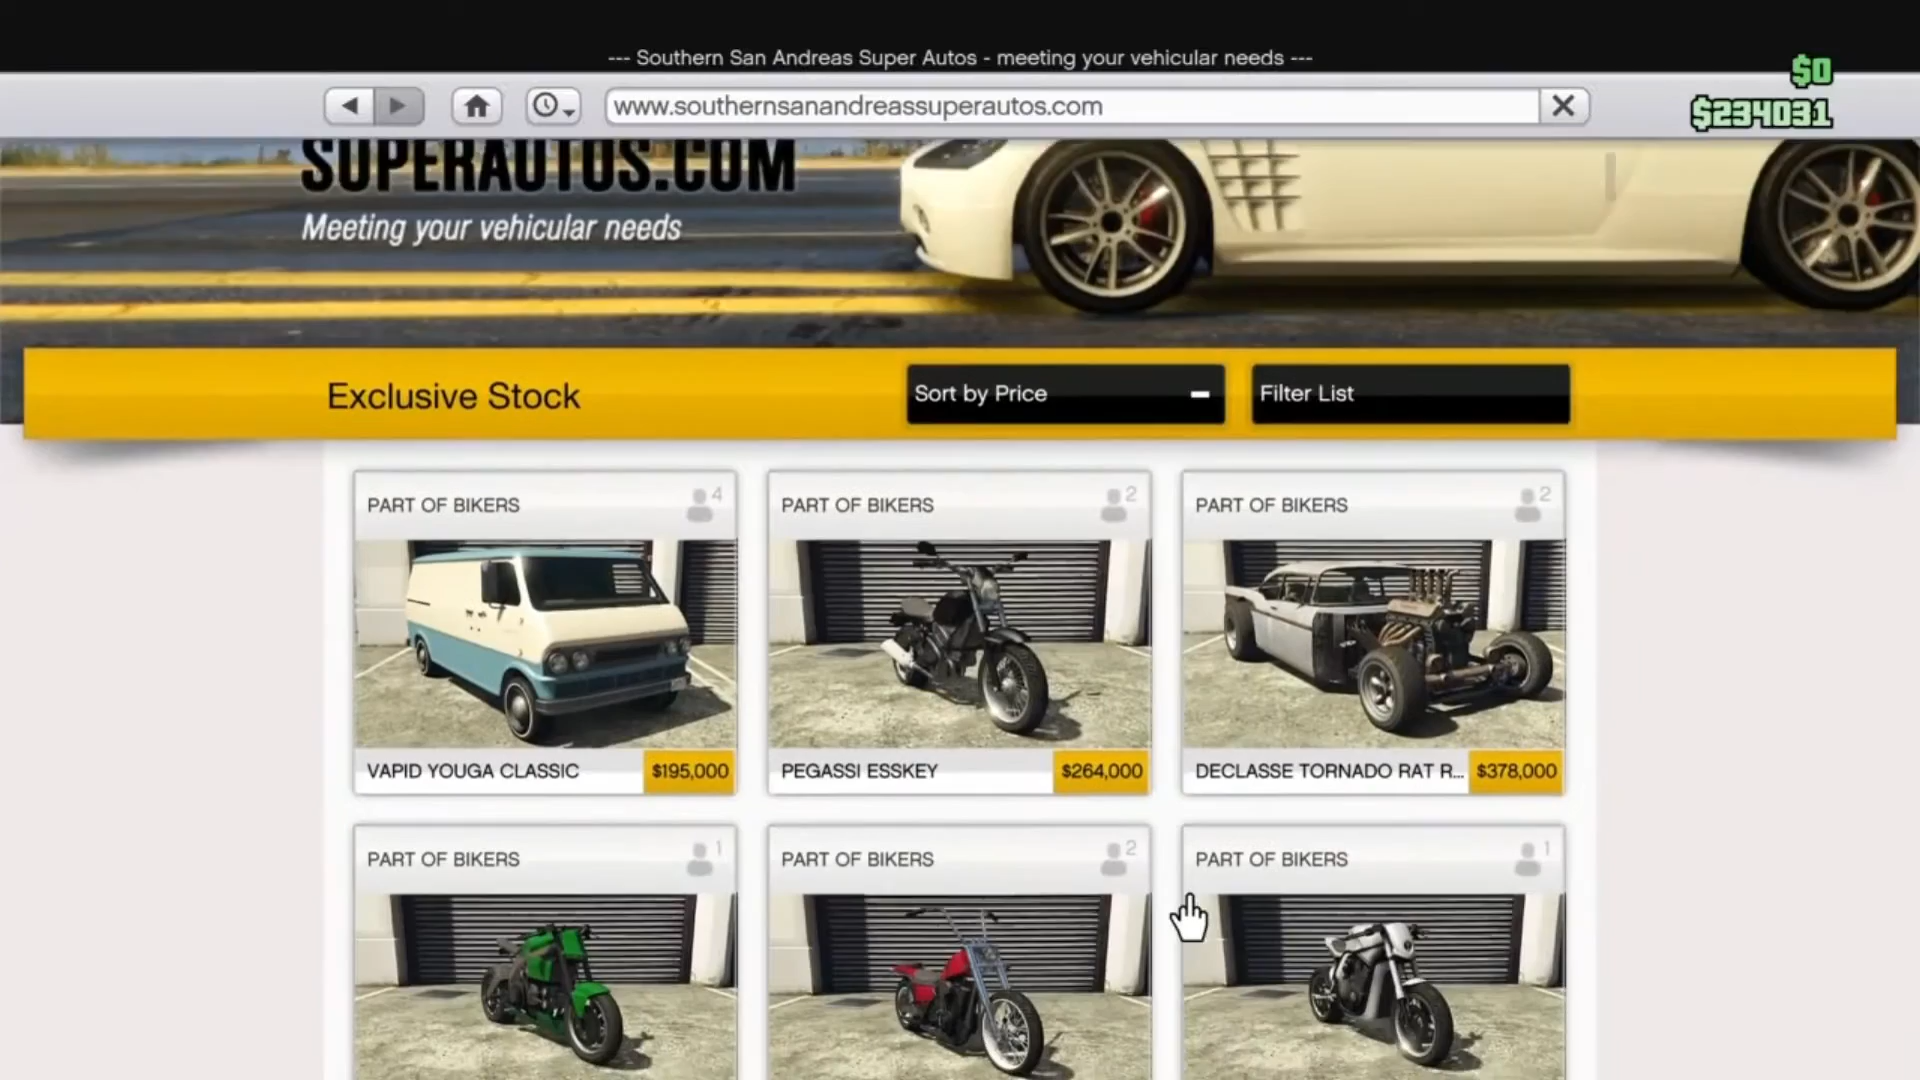 --- Southern San Andreas Super Autos - meeting your vehicular needs ---
$0
www.southernsanandreassuperautos.com
$234031
SUPERAUTOS.COM
Meeting your vehicular needs
Exclusive Stock
Sort by Price
Filter List
PART OF BIKERS
4
PART OF BIKERS
2
PART OF BIKERS
2
VAPID YOUGA CLASSIC
$195,000
PEGASSI ESSKEY
$264,000
DECLASSE TORNADO RAT R...
$378,000
PART OF BIKERS
1
PART OF BIKERS
2
PART OF BIKERS
1